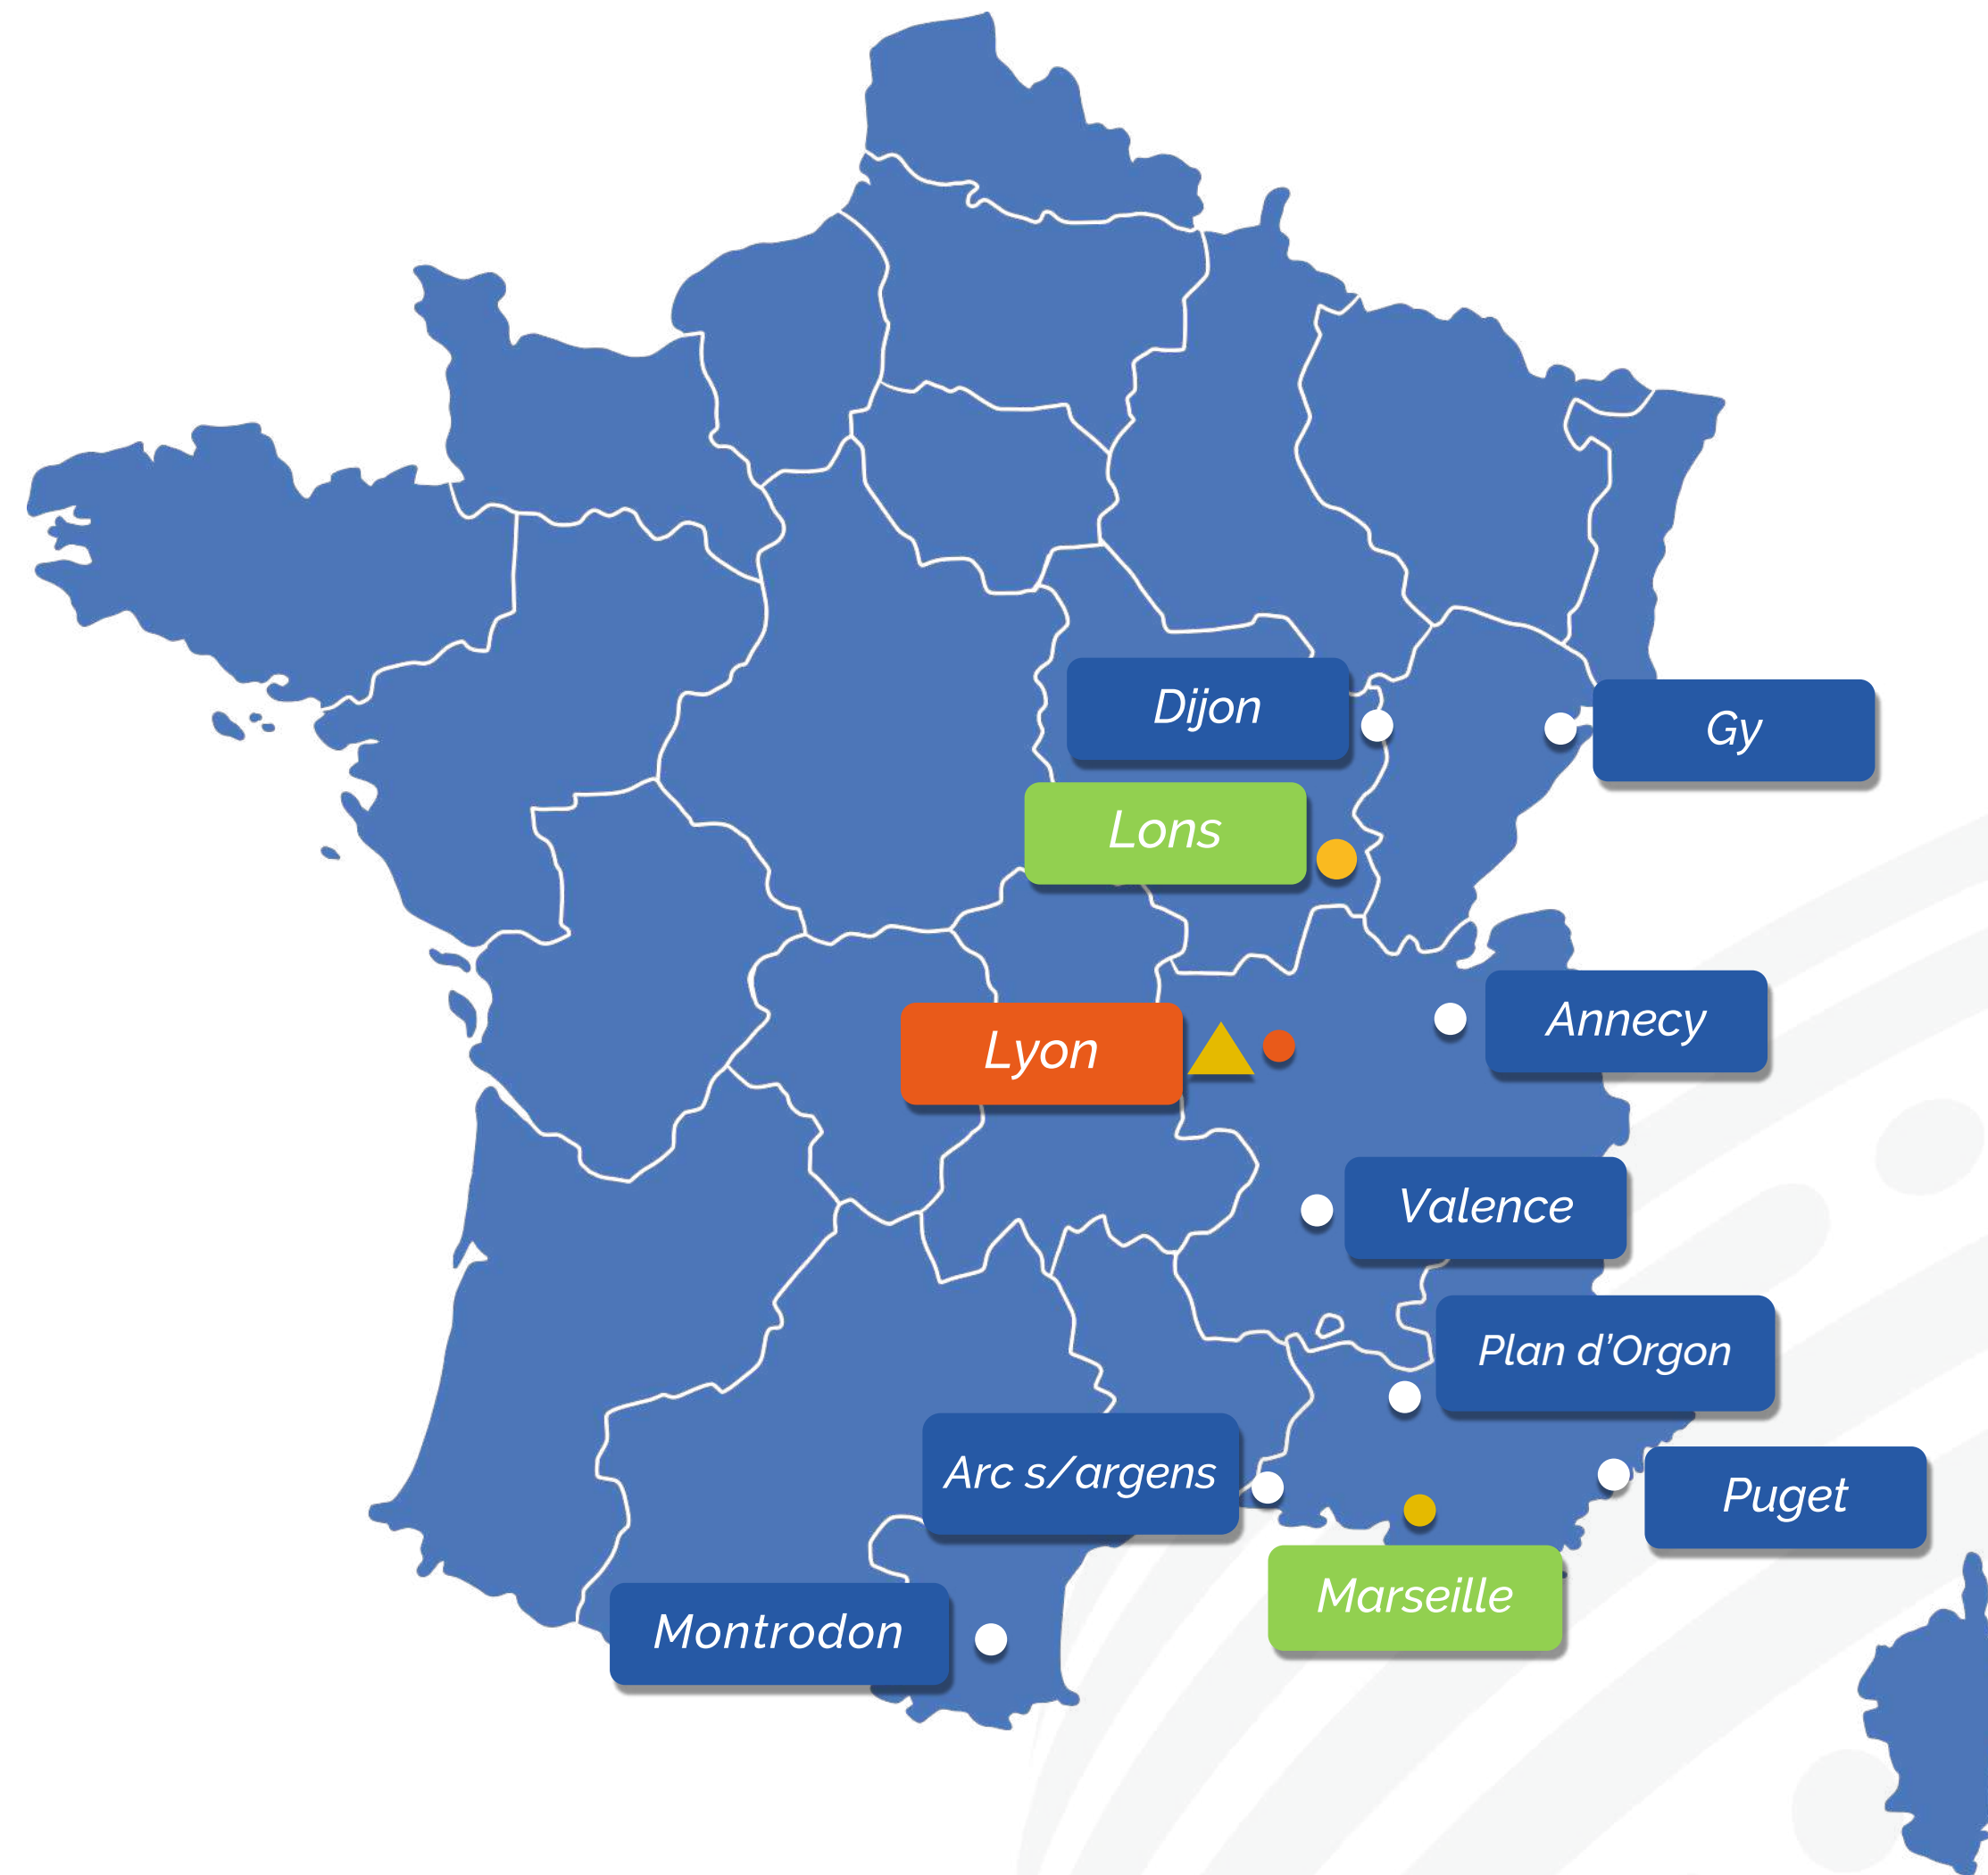 Dijon
Gy
Lons
Annecy
Lyon
Valence
Plan d'Orgon
Arc s/argens
Puget
Marseille
Montrodon